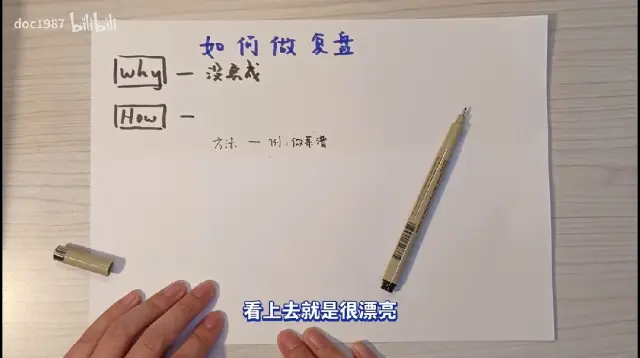 doc1987 bilibili
如何做复盘
Why — 没完成
How —
方法 — 例:做菜谱
看上去就是很漂亮